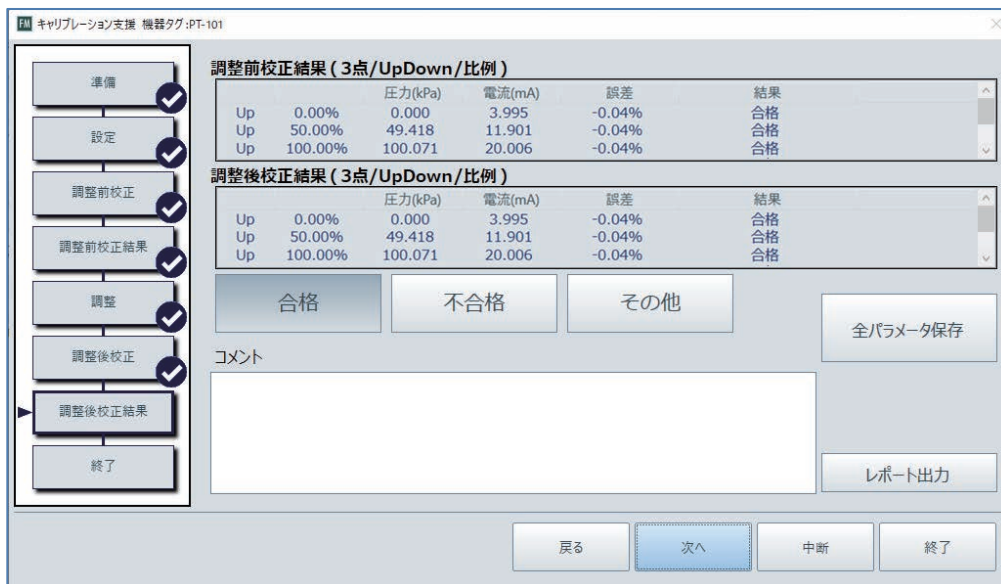 FM キャリブレーション支援 機器タグ:PT-101
準備
設定
調整前校正
調整前校正結果
調整
調整後校正
調整後校正結果
終了
調整前校正結果 ( 3点/UpDown/比例 )
圧力(kPa) 電流(mA) 誤差 結果
Up 0.00% 0.000 3.995 -0.04% 合格
Up 50.00% 49.418 11.901 -0.04% 合格
Up 100.00% 100.071 20.006 -0.04% 合格
調整後校正結果 ( 3点/UpDown/比例 )
圧力(kPa) 電流(mA) 誤差 結果
Up 0.00% 0.000 3.995 -0.04% 合格
Up 50.00% 49.418 11.901 -0.04% 合格
Up 100.00% 100.071 20.006 -0.04% 合格
合格 不合格 その他
全パラメータ保存
コメント
レポート出力
戻る 次へ 中断 終了